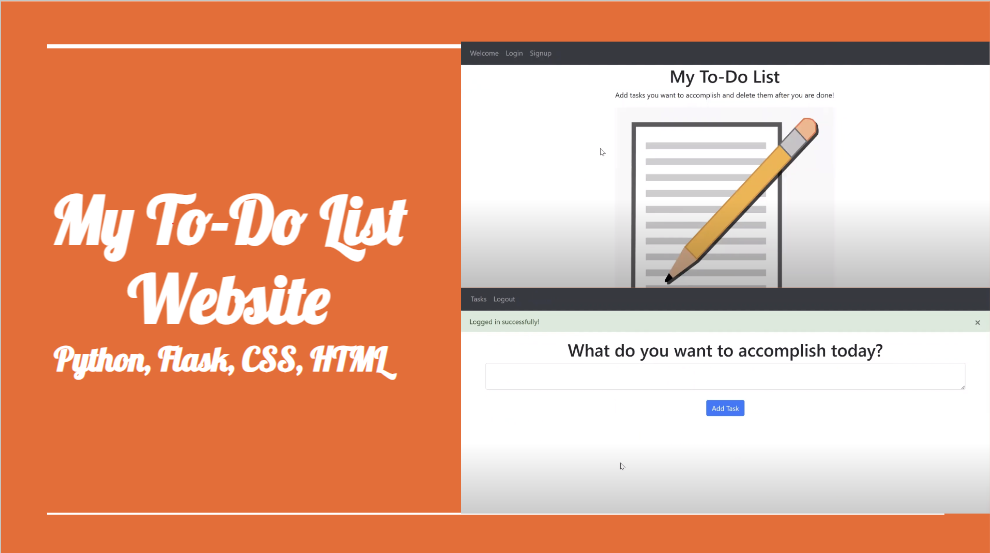 My To-Do List
Website
Python, Flask, CSS, HTML
Welcome Login Signup
My To-Do List
Add tasks you want to accomplish and delete them after you are done!
Tasks Logout
Logged in successfully! ×
What do you want to accomplish today?
Add Task